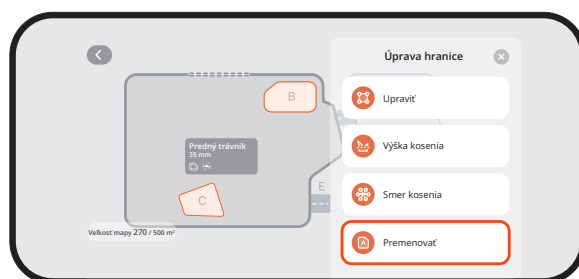 Úprava hranice
B
Upraviť
Predný trávnik
35 mm
Výška kosenia
E
Smer kosenia
C
Veľkosť mapy 270 / 500 m²
Premenovať
A